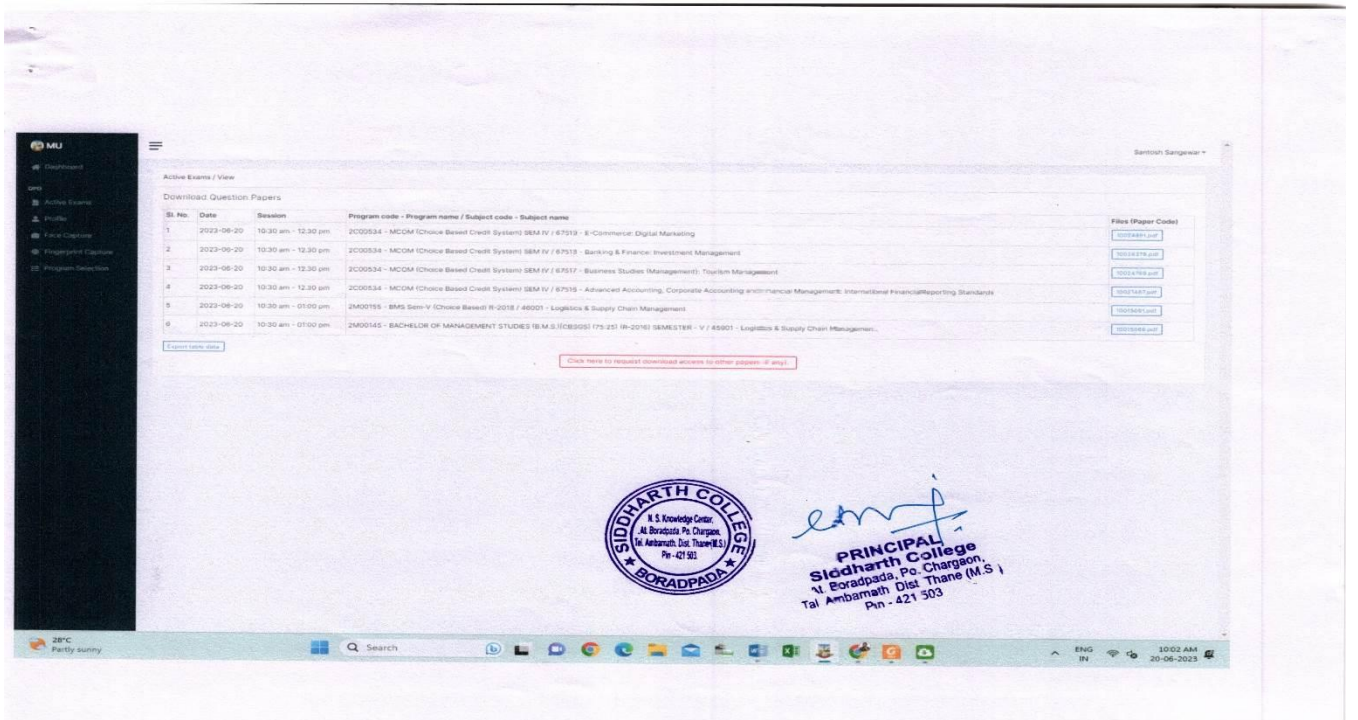 MU
Santosh Sangewar
Dashboard
DPD
Active Exams
Profile
Face Capture
Fingerprint Capture
Program Selection
Active Exams / View
Download Question Papers
Sl. No. Date Session Program code - Program name / Subject code - Subject name Files (Paper Code)
1 2023-06-20 10:30 am - 12:30 pm 2C00534 - MCOM (Choice Based Credit System) SEM IV / 67519 - E-Commerce: Digital Marketing
2 2023-06-20 10:30 am - 12:30 pm 2C00534 - MCOM (Choice Based Credit System) SEM IV / 67513 - Banking & Finance: Investment Management
3 2023-06-20 10:30 am - 12:30 pm 2C00534 - MCOM (Choice Based Credit System) SEM IV / 67517 - Business Studies (Management): Tourism Management
4 2023-06-20 10:30 am - 12:30 pm 2C00534 - MCOM (Choice Based Credit System) SEM IV / 67515 - Advanced Accounting, Corporate Accounting and Financial Management: International FinancialReporting Standards
5 2023-06-20 10:30 am - 01:00 pm 2M00155 - BMS Sem-V (Choice Based) R-2018 / 46001 - Logistics & Supply Chain Management
6 2023-06-20 10:30 am - 01:00 pm 2M00145 - BACHELOR OF MANAGEMENT STUDIES (B.M.S.)(CBSGS) (75:25) (R-2016) SEMESTER - V / 45901 - Logistics & Supply Chain Managemen...
Export table data
Click here to request download access to other papers (if any).
SIDDHARTH COLLEGE
N. S. Knowledge Center,
At. Boradpada, Po. Chargaon,
Tal. Ambarnath, Dist. Thane (M.S.)
Pin - 421 503
★ BORADPADA ★
PRINCIPAL
Siddharth College
At. Boradpada, Po. Chargaon,
Tal Ambarnath Dist Thane (M.S.)
Pin - 421 503
28°C
Partly sunny
Search
ENG
IN
10:02 AM
20-06-2023